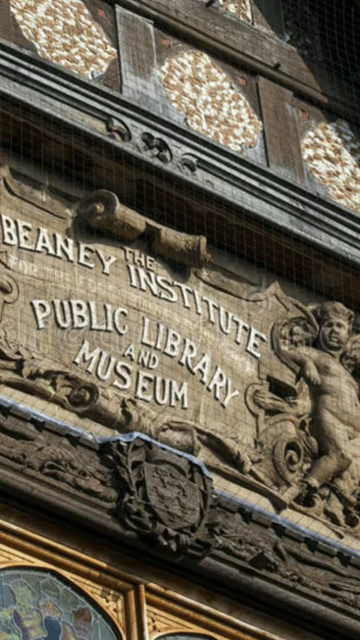 THE
BEANEY INSTITUTE
PUBLIC LIBRARY
AND
MUSEUM